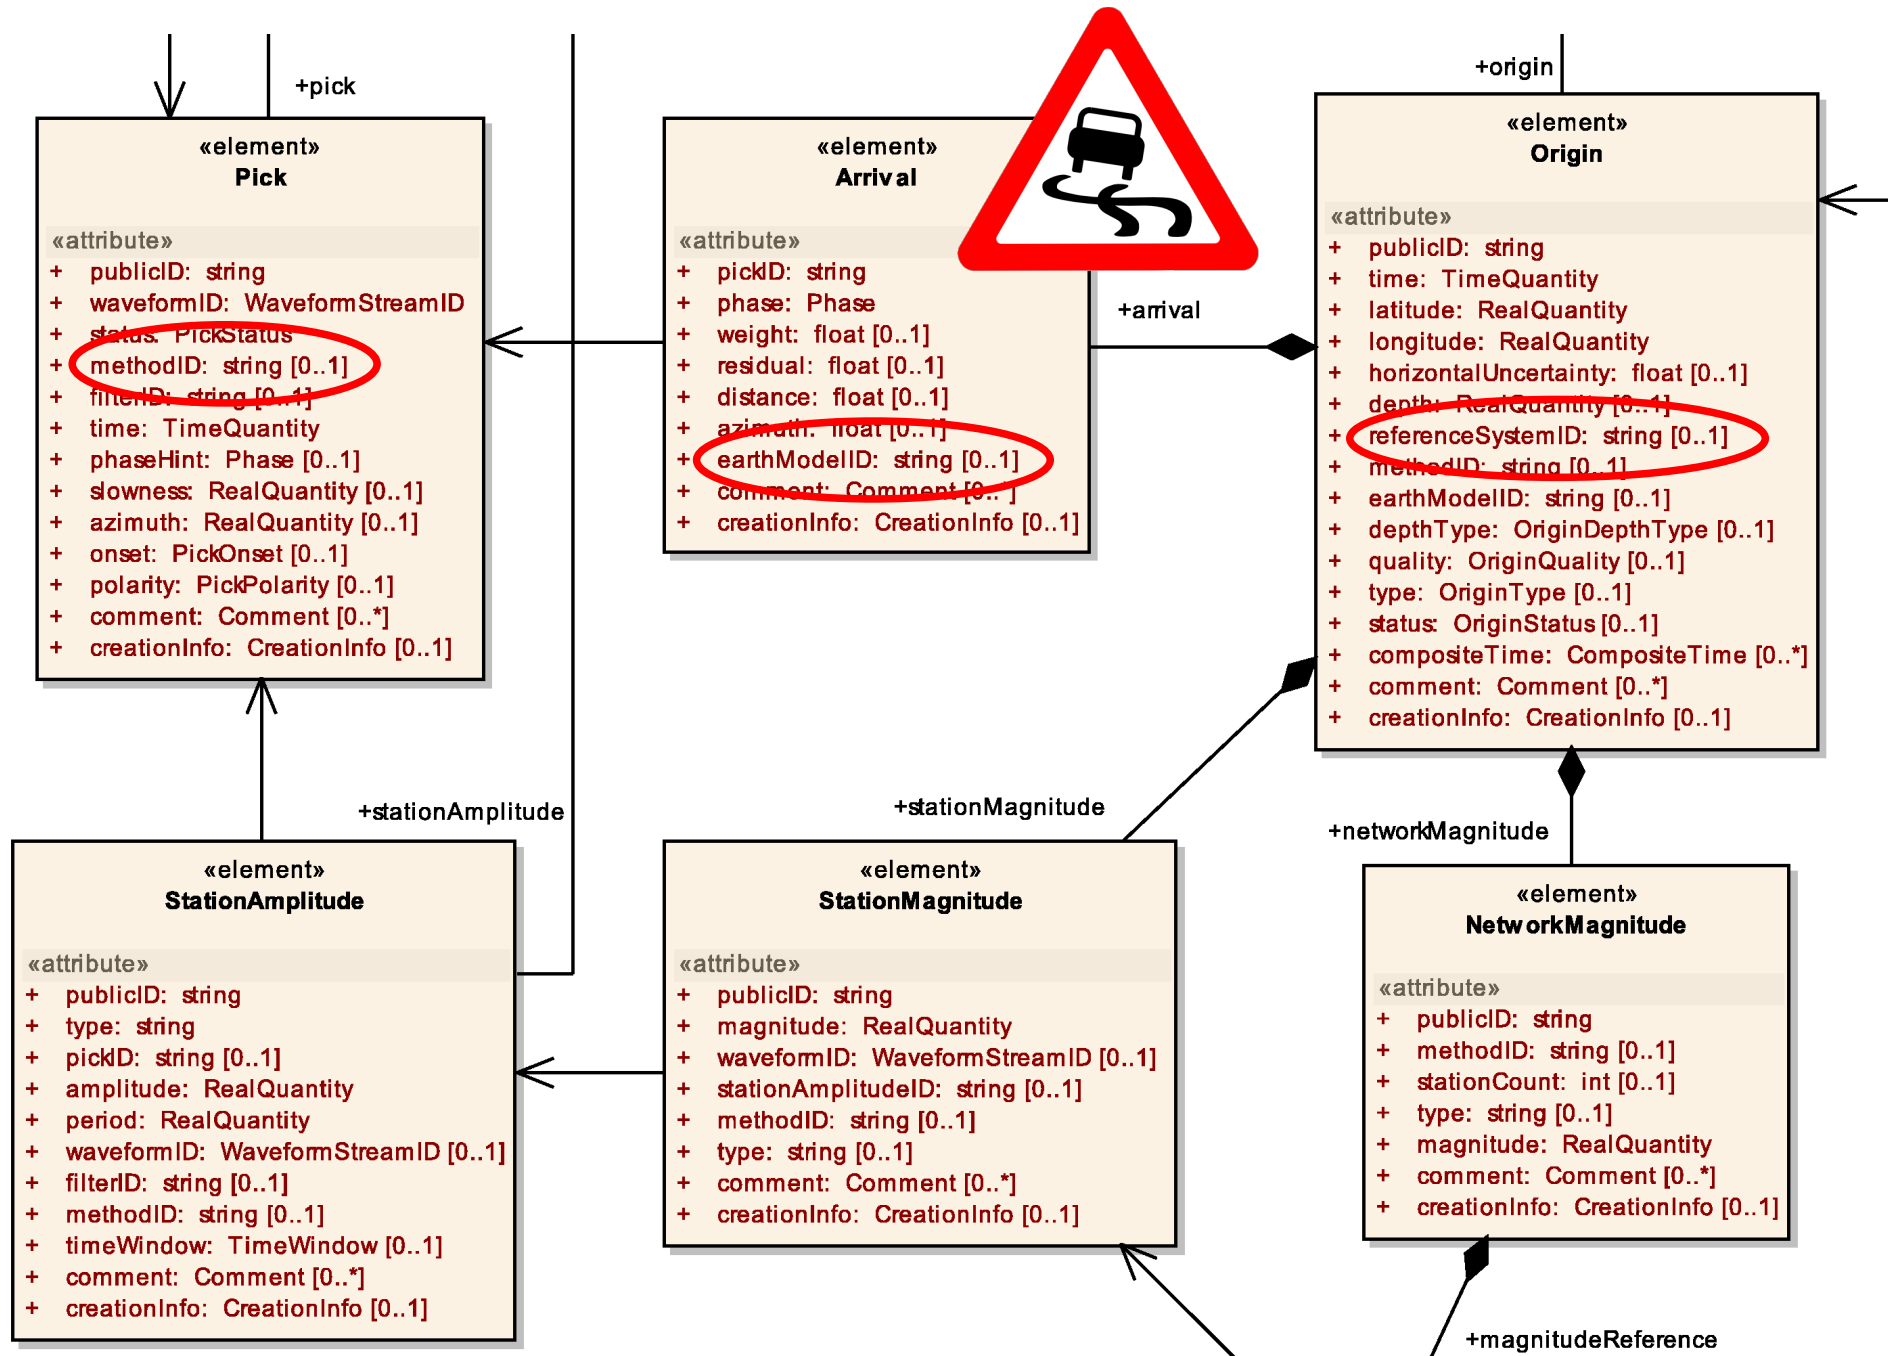 +pick
«element»
Pick
«attribute»
+ publicID: string
+ waveformID: WaveformStreamID
+ status: PickStatus
+ methodID: string [0..1]
+ filterID: string [0..1]
+ time: TimeQuantity
+ phaseHint: Phase [0..1]
+ slowness: RealQuantity [0..1]
+ azimuth: RealQuantity [0..1]
+ onset: PickOnset [0..1]
+ polarity: PickPolarity [0..1]
+ comment: Comment [0..*]
+ creationInfo: CreationInfo [0..1]
«element»
Arrival
«attribute»
+ pickID: string
+ phase: Phase
+ weight: float [0..1]
+ residual: float [0..1]
+ distance: float [0..1]
+ azimuth: float [0..1]
+ earthModelID: string [0..1]
+ comment: Comment
+ creationInfo: CreationInfo [0..1]
+arrival
+origin
«element»
Origin
«attribute»
+ publicID: string
+ time: TimeQuantity
+ latitude: RealQuantity
+ longitude: RealQuantity
+ horizontalUncertainty: float [0..1]
+ depth: RealQuantity [0..1]
+ referenceSystemID: string [0..1]
+ methodID: string [0..1]
+ earthModelID: string [0..1]
+ depthType: OriginDepthType [0..1]
+ quality: OriginQuality [0..1]
+ type: OriginType [0..1]
+ status: OriginStatus [0..1]
+ compositeTime: CompositeTime [0..*]
+ comment: Comment [0..*]
+ creationInfo: CreationInfo [0..1]
+stationAmplitude
«element»
StationAmplitude
«attribute»
+ publicID: string
+ type: string
+ pickID: string [0..1]
+ amplitude: RealQuantity
+ period: RealQuantity
+ waveformID: WaveformStreamID [0..1]
+ filterID: string [0..1]
+ methodID: string [0..1]
+ timeWindow: TimeWindow [0..1]
+ comment: Comment [0..*]
+ creationInfo: CreationInfo [0..1]
+stationMagnitude
«element»
StationMagnitude
«attribute»
+ publicID: string
+ magnitude: RealQuantity
+ waveformID: WaveformStreamID [0..1]
+ stationAmplitudeID: string [0..1]
+ methodID: string [0..1]
+ type: string [0..1]
+ comment: Comment [0..*]
+ creationInfo: CreationInfo [0..1]
+networkMagnitude
«element»
NetworkMagnitude
«attribute»
+ publicID: string
+ methodID: string [0..1]
+ stationCount: int [0..1]
+ type: string [0..1]
+ magnitude: RealQuantity
+ comment: Comment [0..*]
+ creationInfo: CreationInfo [0..1]
+magnitudeReference